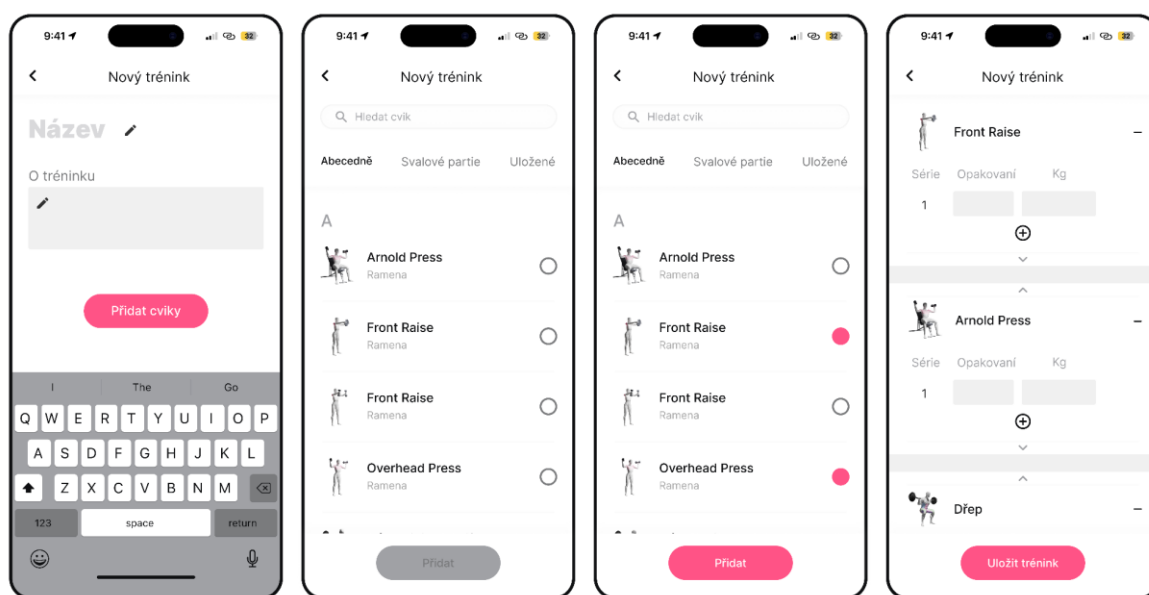 9:41
32
Nový trénink
Název
O tréninku
Přidat cviky
I The Go
Q W E R T Y U I O P
A S D F G H J K L
Z X C V B N M
123 space return
9:41
32
Nový trénink
Hledat cvik
Abecedně Svalové partie Uložené
A
Arnold Press
Ramena
Front Raise
Ramena
Front Raise
Ramena
Overhead Press
Ramena
Přidat
9:41
32
Nový trénink
Hledat cvik
Abecedně Svalové partie Uložené
A
Arnold Press
Ramena
Front Raise
Ramena
Front Raise
Ramena
Overhead Press
Ramena
Přidat
9:41
32
Nový trénink
Front Raise
Série Opakovaní Kg
1
Arnold Press
Série Opakovaní Kg
1
Dřep
Uložit trénink